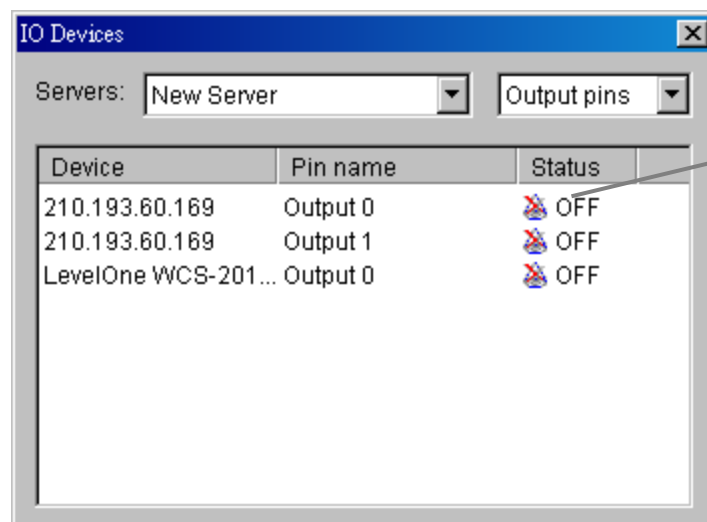 IO Devices
Servers: New Server Output pins
Device Pin name Status
210.193.60.169 Output 0 OFF
210.193.60.169 Output 1 OFF
LevelOne WCS-201... Output 0 OFF